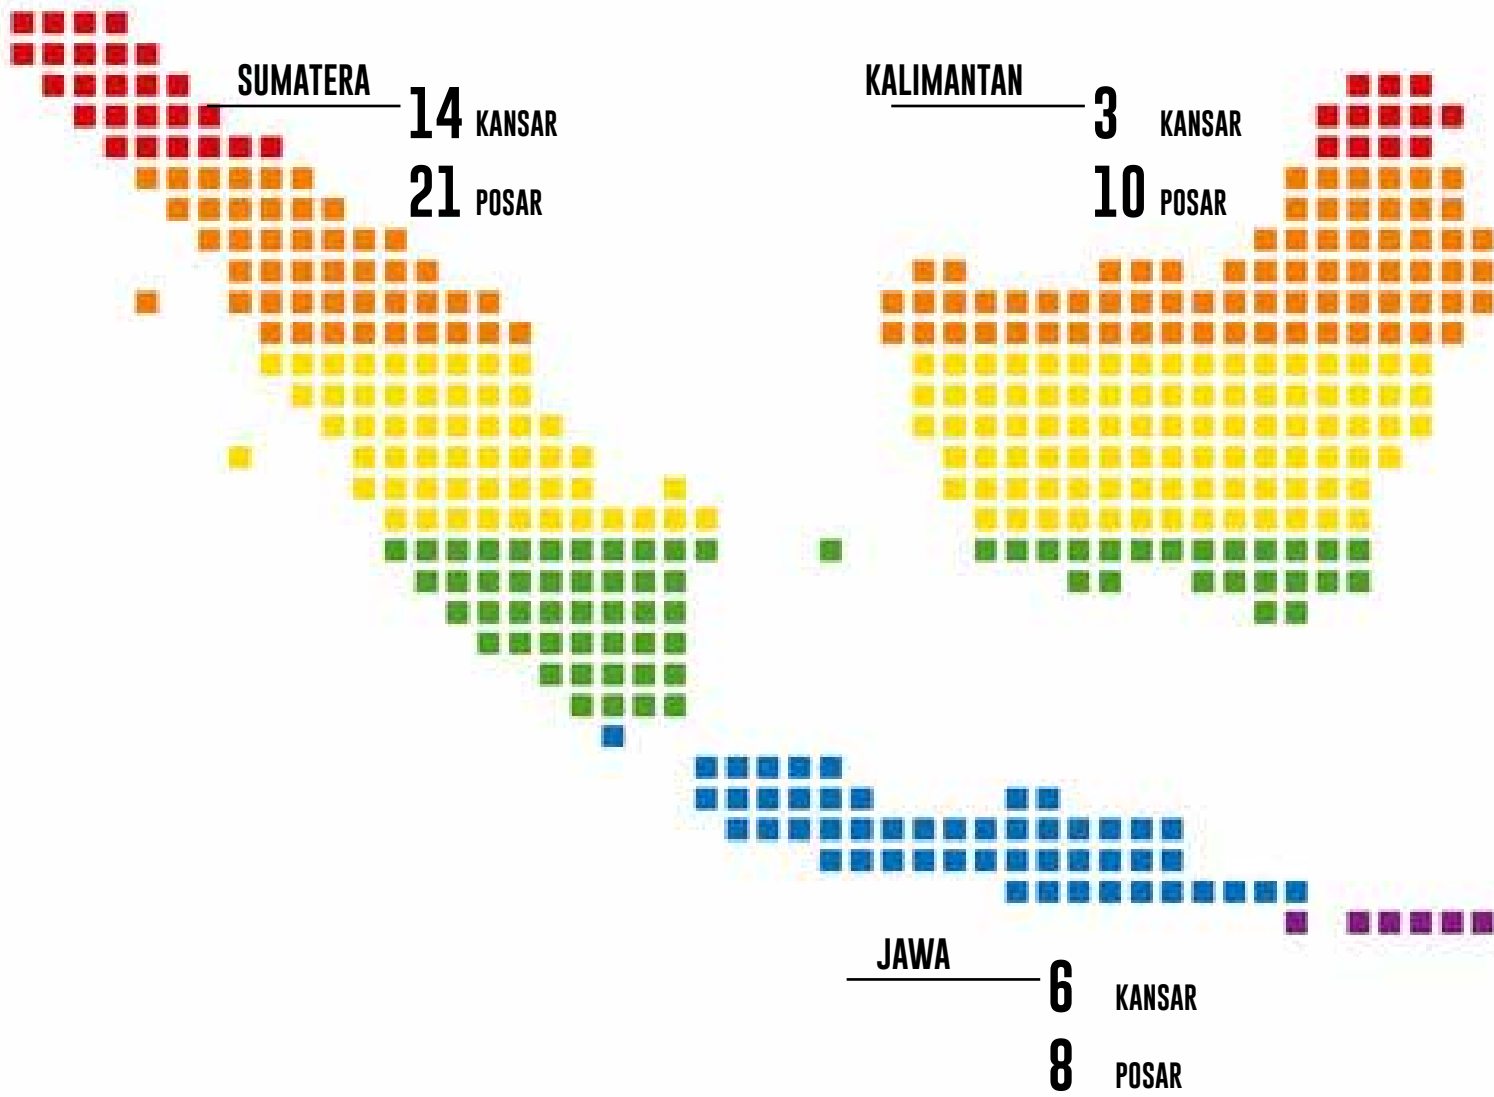 SUMATERA
14 KANSAR
21 POSAR
KALIMANTAN
3 KANSAR
10 POSAR
JAWA
6 KANSAR
8 POSAR